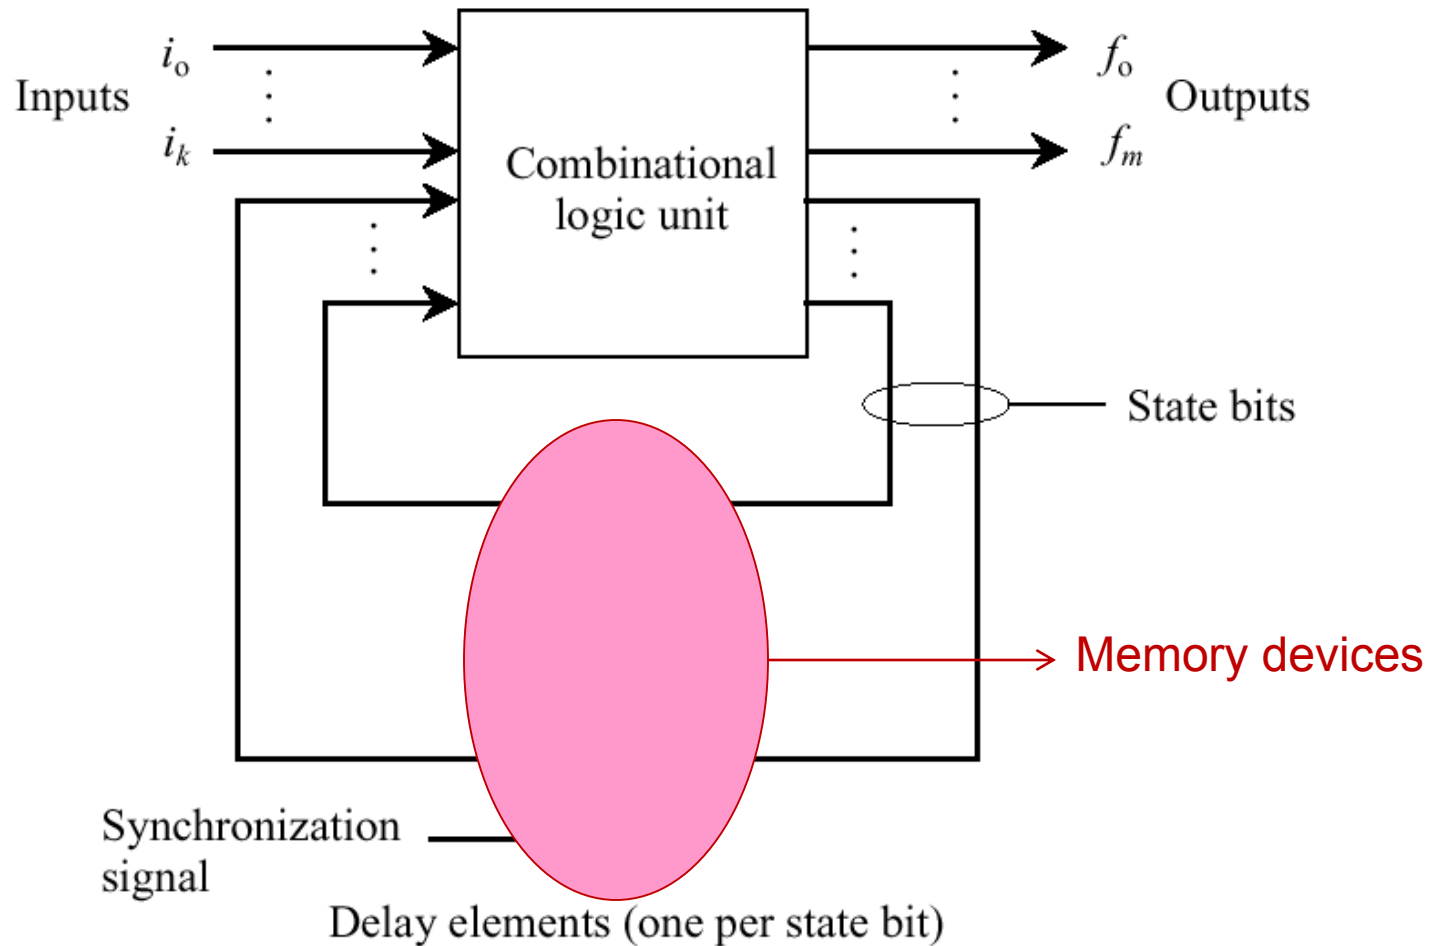 Inputs
i₀
iₖ
Combinational
logic unit
f₀
fₘ
Outputs
State bits
Memory devices
Synchronization
signal
Delay elements (one per state bit)